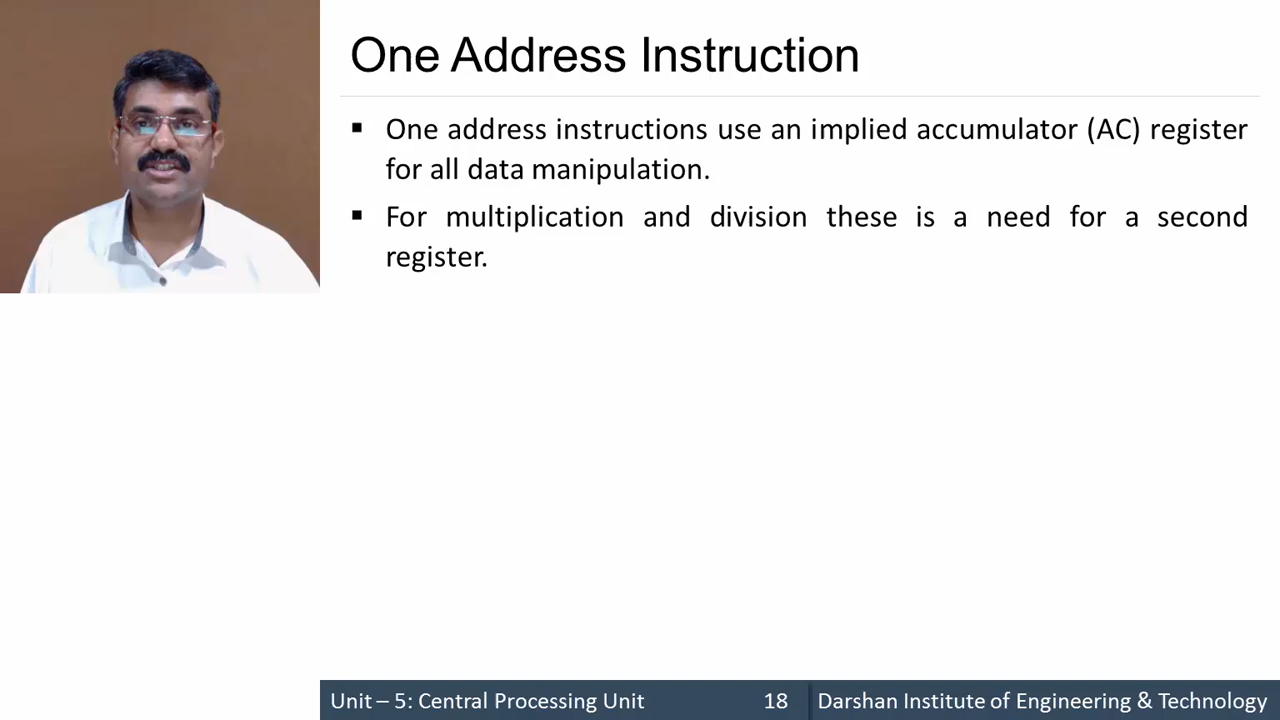 One Address Instruction
▪ One address instructions use an implied accumulator (AC) register
for all data manipulation.
▪ For multiplication and division these is a need for a second
register.
Unit – 5: Central Processing Unit 18 Darshan Institute of Engineering & Technology